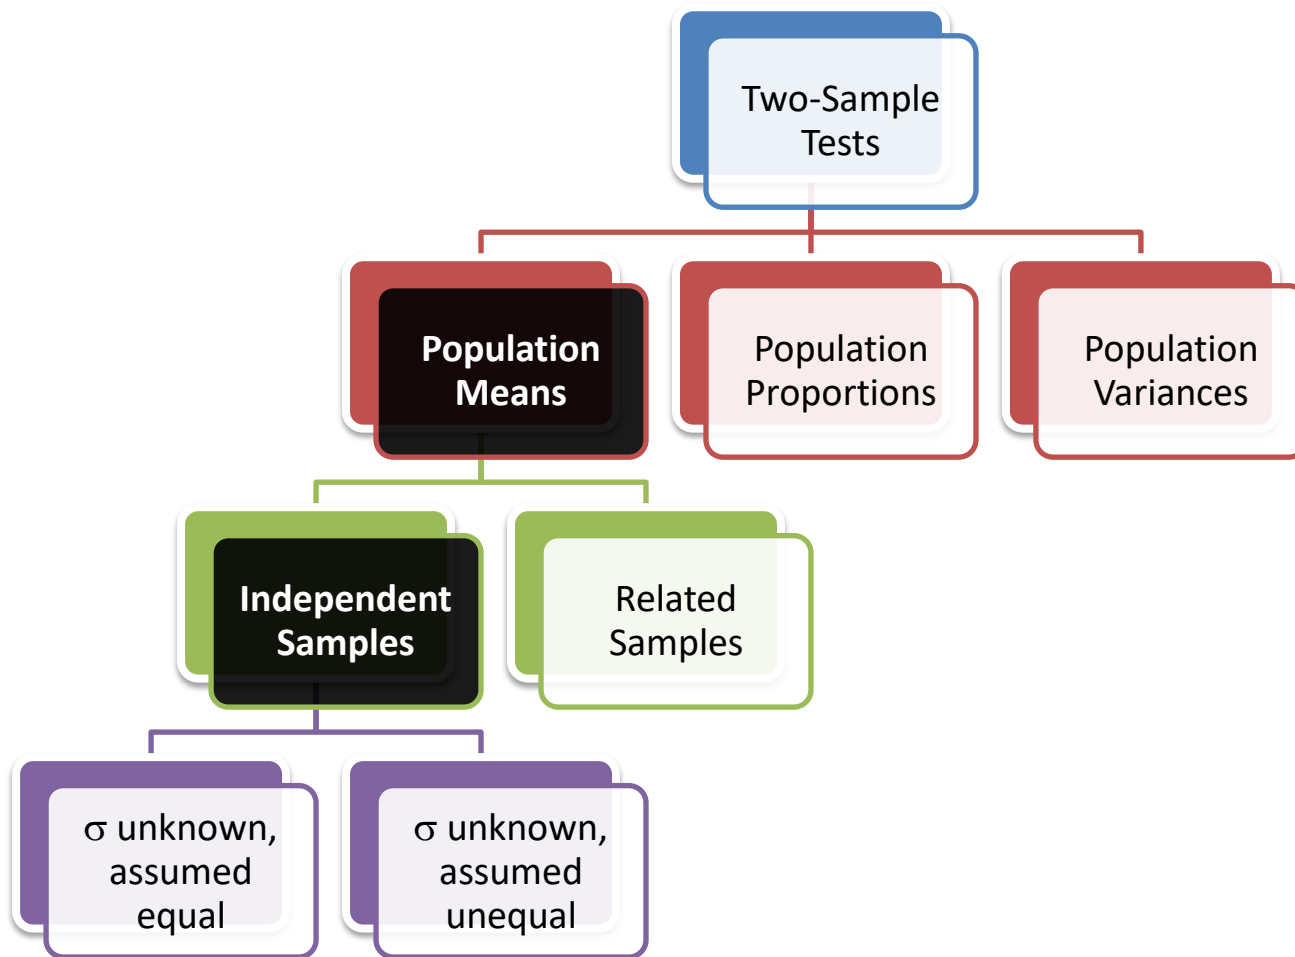 Two-Sample
Tests
Population
Means
Population
Proportions
Population
Variances
Independent
Samples
Related
Samples
σ unknown,
assumed
equal
σ unknown,
assumed
unequal